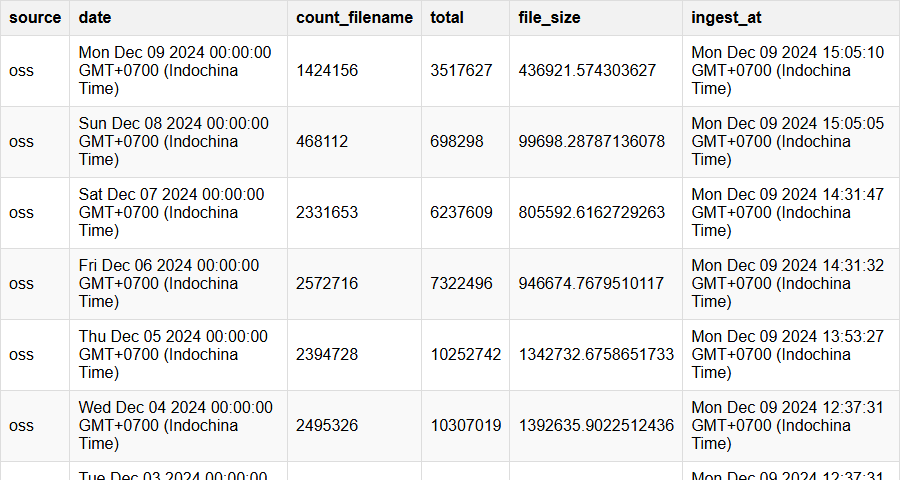 source date count_filename total file_size ingest_at
Mon Dec 09 2024 00:00:00 Mon Dec 09 2024 15:05:10
oss GMT+0700 (Indochina 1424156 3517627 436921.574303627 GMT+0700 (Indochina
Time) Time)
Sun Dec 08 2024 00:00:00 Mon Dec 09 2024 15:05:05
oss GMT+0700 (Indochina 468112 698298 99698.28787136078 GMT+0700 (Indochina
Time) Time)
Sat Dec 07 2024 00:00:00 Mon Dec 09 2024 14:31:47
oss GMT+0700 (Indochina 2331653 6237609 805592.6162729263 GMT+0700 (Indochina
Time) Time)
Fri Dec 06 2024 00:00:00 Mon Dec 09 2024 14:31:32
oss GMT+0700 (Indochina 2572716 7322496 946674.7679510117 GMT+0700 (Indochina
Time) Time)
Thu Dec 05 2024 00:00:00 Mon Dec 09 2024 13:53:27
oss GMT+0700 (Indochina 2394728 10252742 1342732.6758651733 GMT+0700 (Indochina
Time) Time)
Wed Dec 04 2024 00:00:00 Mon Dec 09 2024 12:37:31
oss GMT+0700 (Indochina 2495326 10307019 1392635.9022512436 GMT+0700 (Indochina
Time) Time)
Tue Dec 03 2024 00:00:00 Mon Dec 09 2024 12:37:31